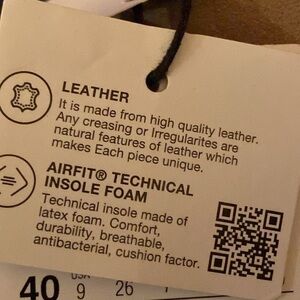 LEATHER
It is made from high quality leather.
Any creasing or Irregularities are
natural features of leather which
makes Each piece unique.
AIRFIT® TECHNICAL
INSOLE FOAM
Technical insole made of
latex foam. Comfort,
durability, breathable,
antibacterial, cushion factor.
USA
40 9 26